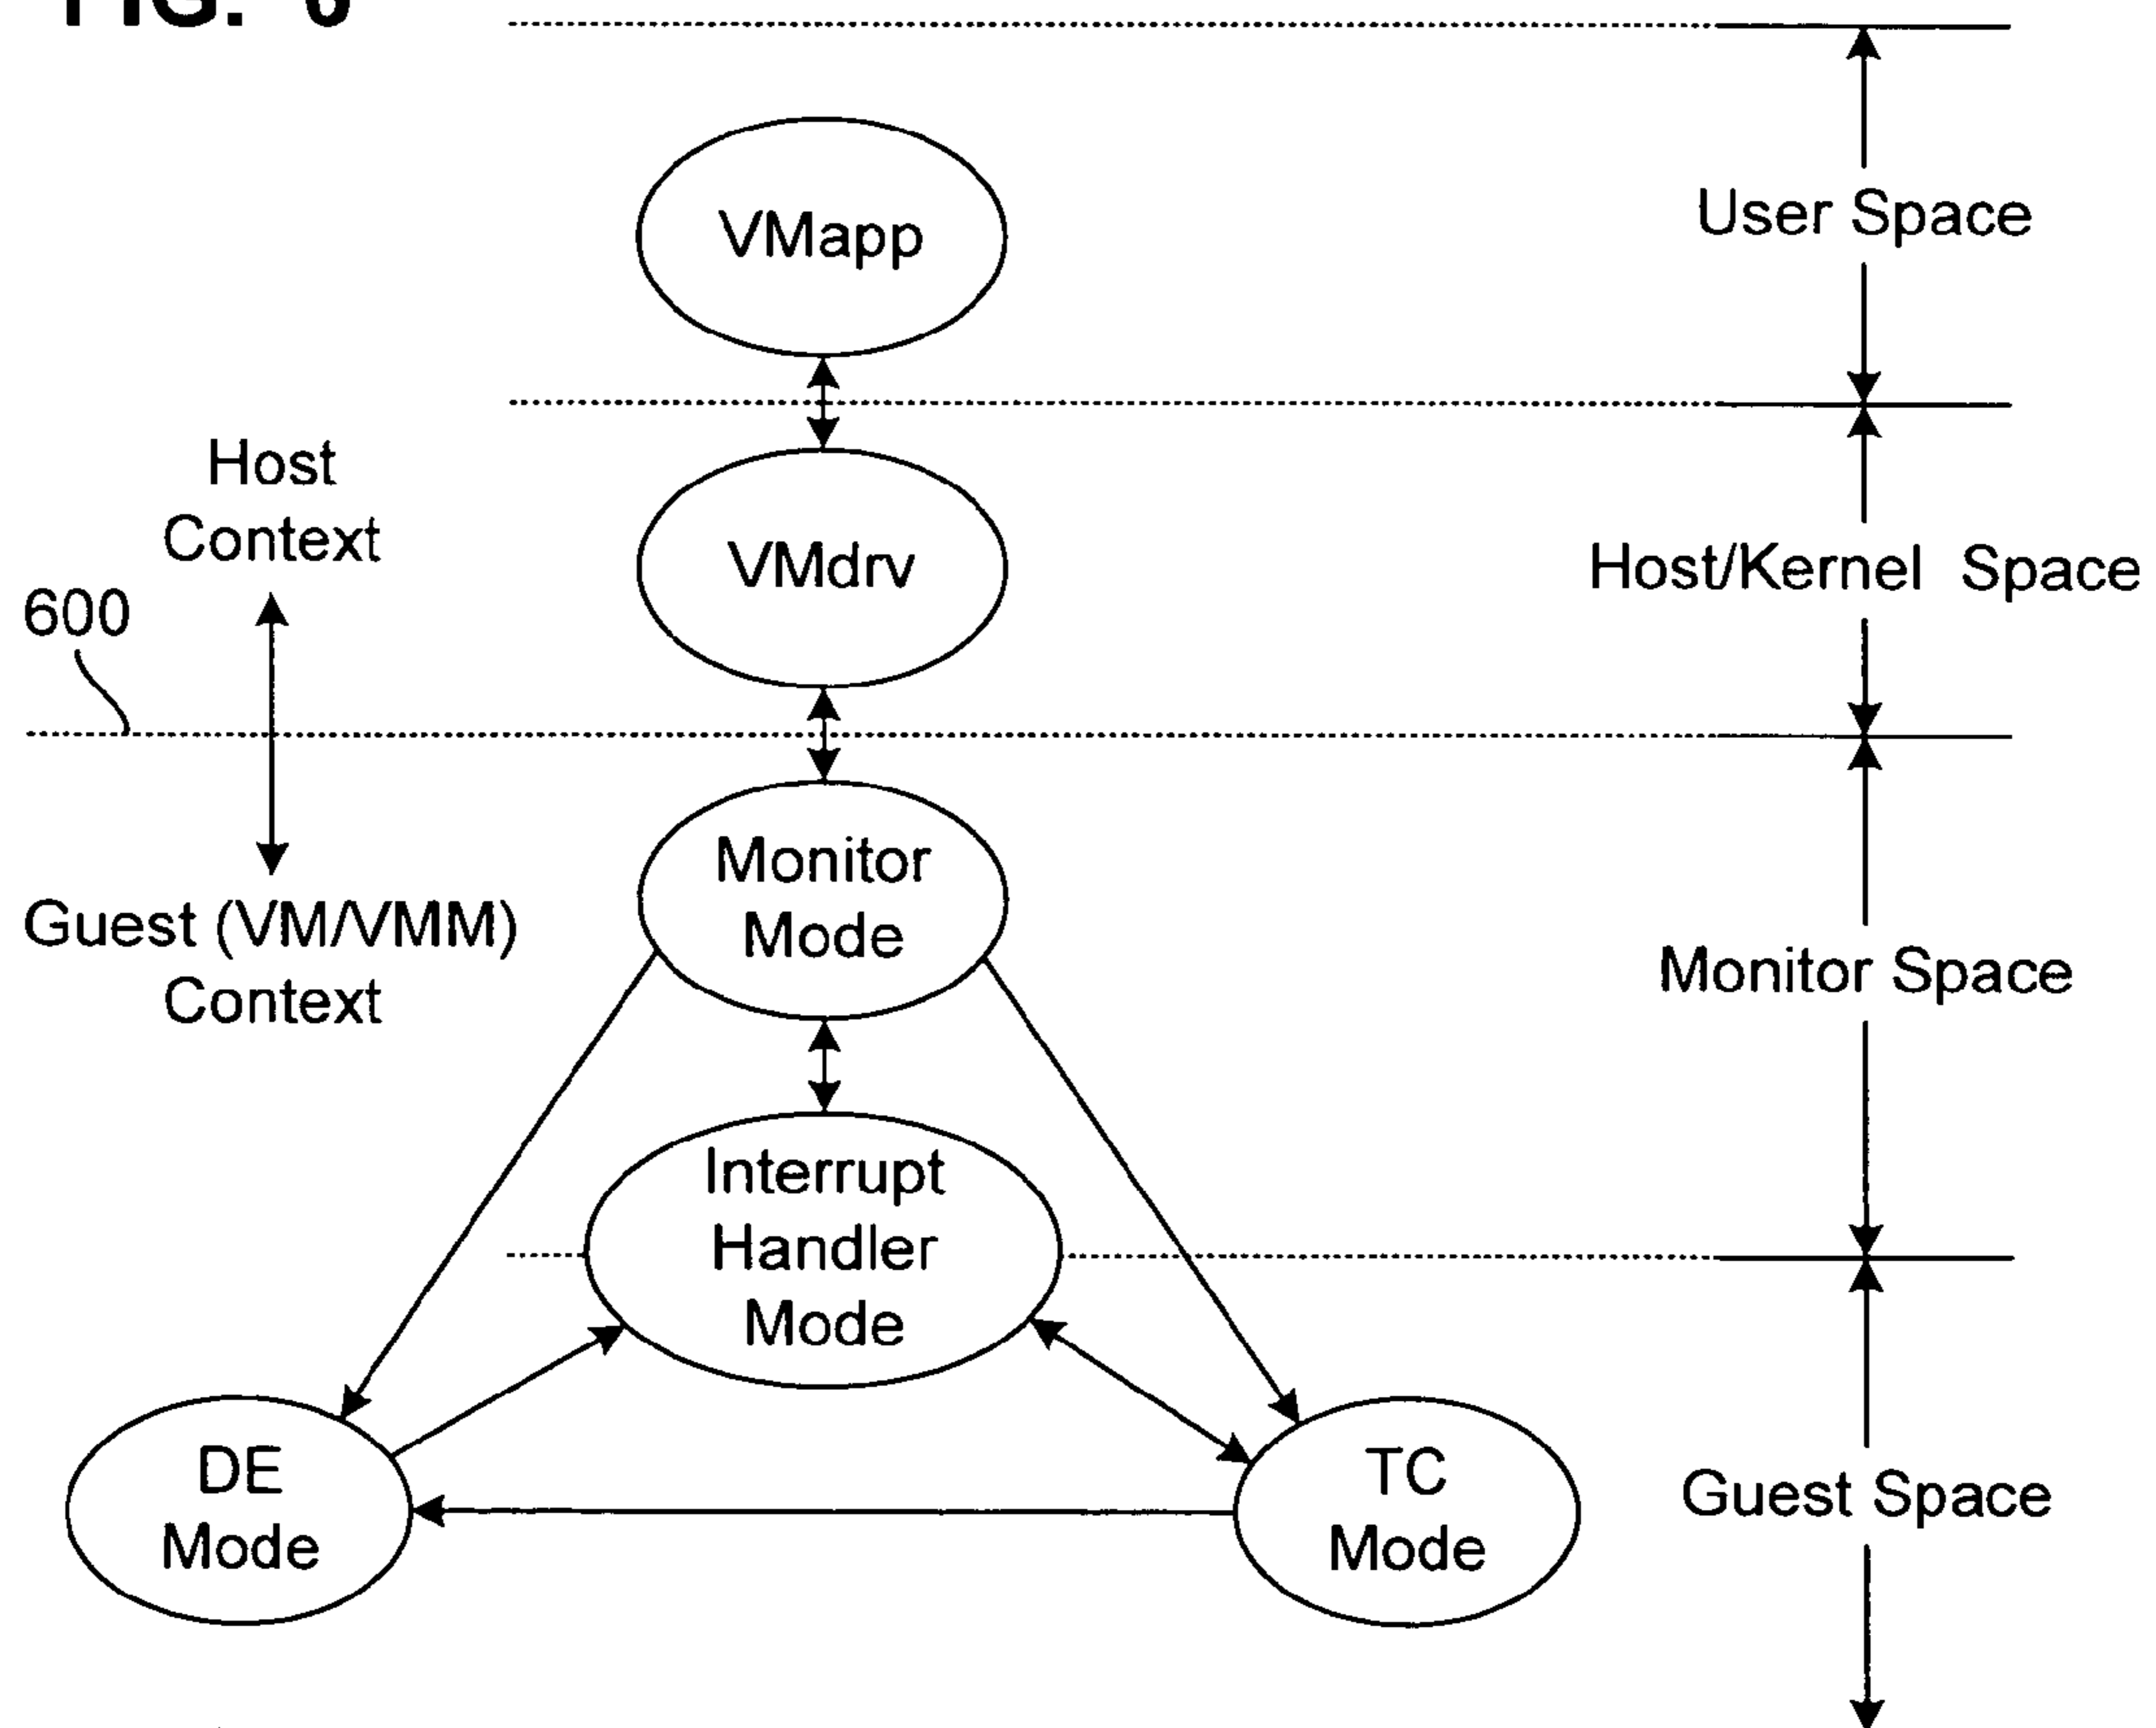 FIG. 6
VMapp
User Space
Host
Context
VMdrv
Host/Kernel Space
600
Monitor
Mode
Guest (VM/VMM)
Context
Monitor Space
Interrupt
Handler
Mode
DE
Mode
TC
Mode
Guest Space